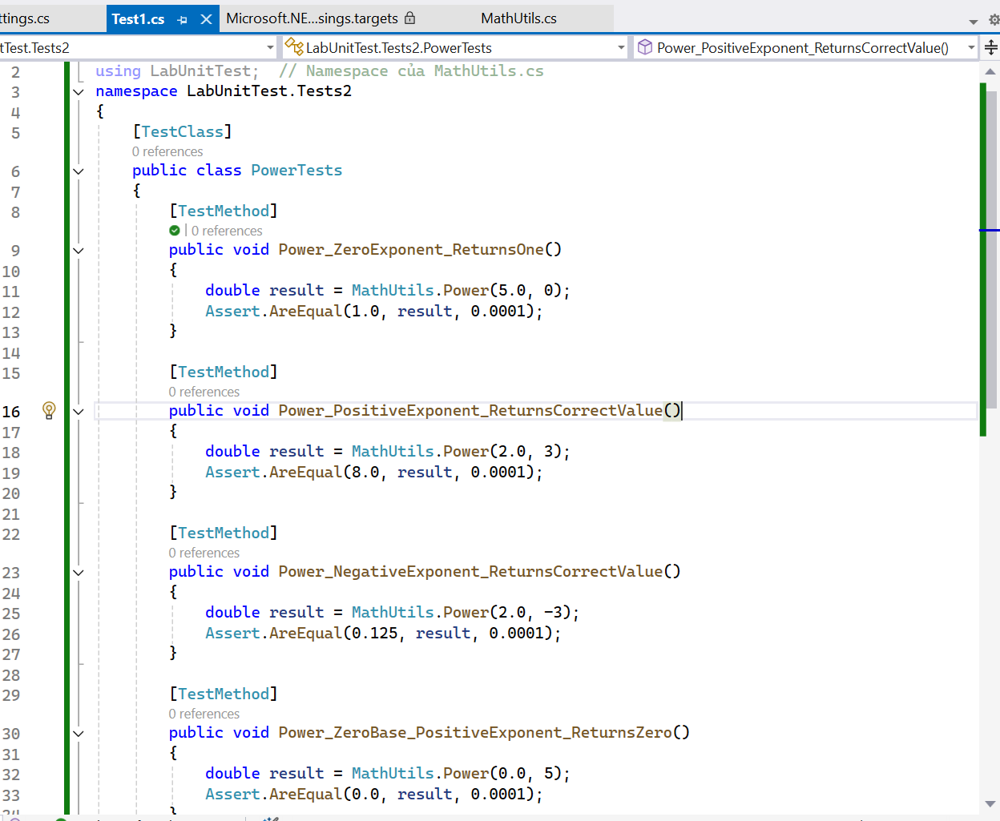 ttings.cs Test1.cs Microsoft.NE...sings.targets MathUtils.cs
tTest.Tests2 LabUnitTest.Tests2.PowerTests Power_PositiveExponent_ReturnsCorrectValue()
2 using LabUnitTest; // Namespace của MathUtils.cs
3 namespace LabUnitTest.Tests2
4 {
5 [TestClass]
0 references
6 public class PowerTests
7 {
8 [TestMethod]
| 0 references
9 public void Power_ZeroExponent_ReturnsOne()
10 {
11 double result = MathUtils.Power(5.0, 0);
12 Assert.AreEqual(1.0, result, 0.0001);
13 }
14
15 [TestMethod]
0 references
16 public void Power_PositiveExponent_ReturnsCorrectValue()
17 {
18 double result = MathUtils.Power(2.0, 3);
19 Assert.AreEqual(8.0, result, 0.0001);
20 }
21
22 [TestMethod]
0 references
23 public void Power_NegativeExponent_ReturnsCorrectValue()
24 {
25 double result = MathUtils.Power(2.0, -3);
26 Assert.AreEqual(0.125, result, 0.0001);
27 }
28
29 [TestMethod]
0 references
30 public void Power_ZeroBase_PositiveExponent_ReturnsZero()
31 {
32 double result = MathUtils.Power(0.0, 5);
33 Assert.AreEqual(0.0, result, 0.0001);